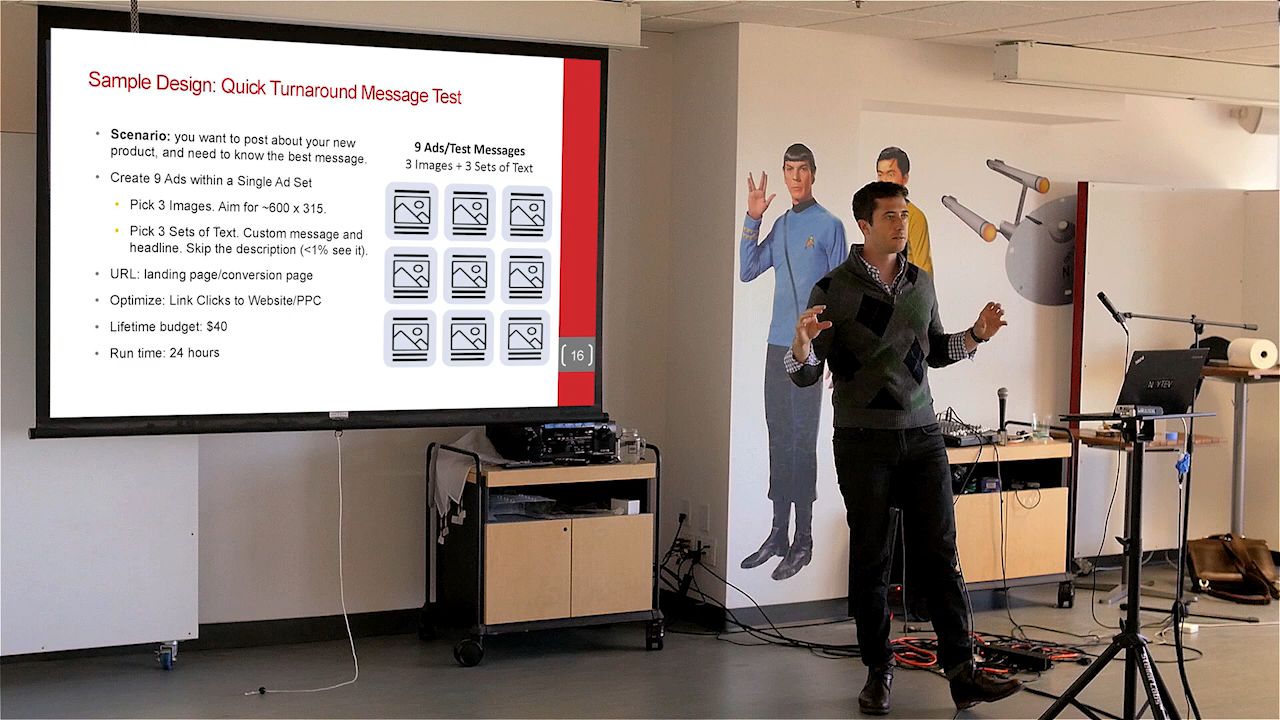 Sample Design: Quick Turnaround Message Test
• Scenario: you want to post about your new
product, and need to know the best message.
• Create 9 Ads within a Single Ad Set
• Pick 3 Images. Aim for ~600 x 315.
• Pick 3 Sets of Text. Custom message and
headline. Skip the description (<1% see it).
• URL: landing page/conversion page
• Optimize: Link Clicks to Website/PPC
• Lifetime budget: $40
• Run time: 24 hours
9 Ads/Test Messages
3 Images + 3 Sets of Text
16